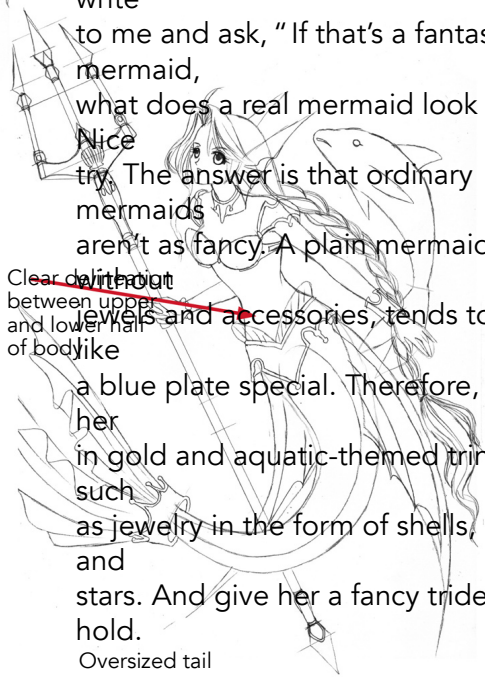 write
to me and ask, “If that’s a fantas
mermaid,
what does a real mermaid look
Nice
try. The answer is that ordinary
mermaids
aren’t as fancy. A plain mermaid
without
jewels and accessories, tends to
like
a blue plate special. Therefore,
her
in gold and aquatic-themed trin
such
as jewelry in the form of shells,
and
stars. And give her a fancy tride
hold.
Clear delineation
between upper
and lower half
of body
Oversized tail